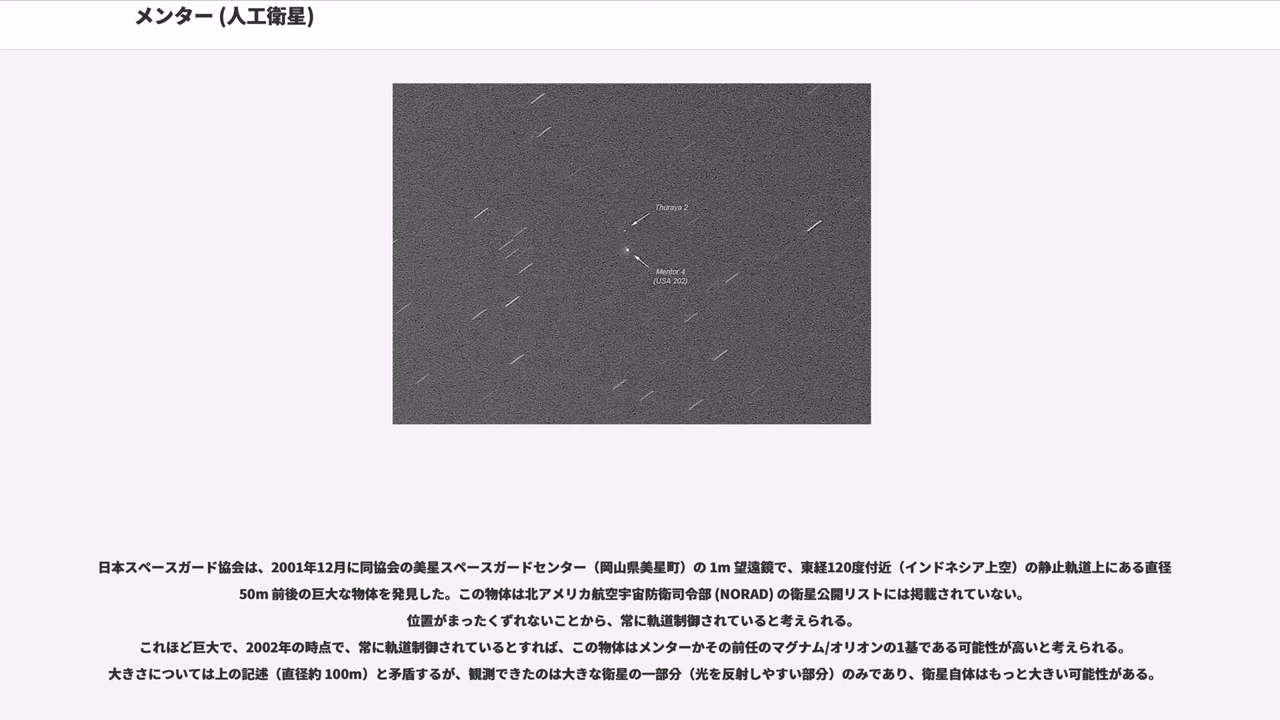 メンター (人工衛星)
Thuraya 2
Mentor 4
(USA 202)
日本スペースガード協会は、2001年12月に同協会の美星スペースガードセンター（岡山県美星町）の 1m 望遠鏡で、東経120度付近（インドネシア上空）の静止軌道上にある直径
50m 前後の巨大な物体を発見した。この物体は北アメリカ航空宇宙防衛司令部 (NORAD) の衛星公開リストには掲載されていない。
位置がまったくずれないことから、常に軌道制御されていると考えられる。
これほど巨大で、2002年の時点で、常に軌道制御されているとすれば、この物体はメンターかその前任のマグナム/オリオンの1基である可能性が高いと考えられる。
大きさについては上の記述（直径約 100m）と矛盾するが、観測できたのは大きな衛星の一部分（光を反射しやすい部分）のみであり、衛星自体はもっと大きい可能性がある。